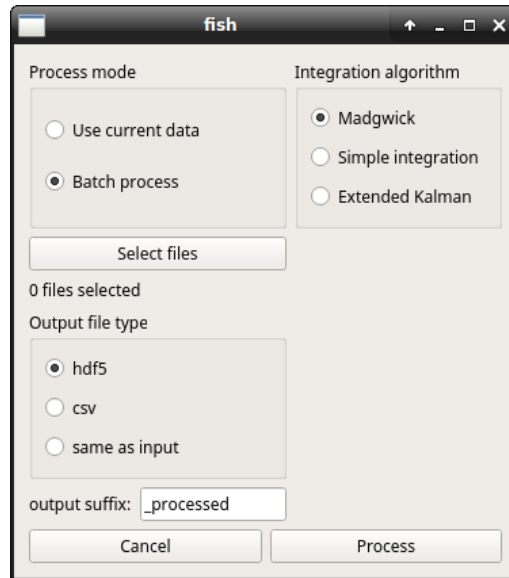 fish
Process mode
Use current data
Batch process
Select files
0 files selected
Integration algorithm
Madgwick
Simple integration
Extended Kalman
Output file type
hdf5
csv
same as input
output suffix: _processed
Cancel
Process